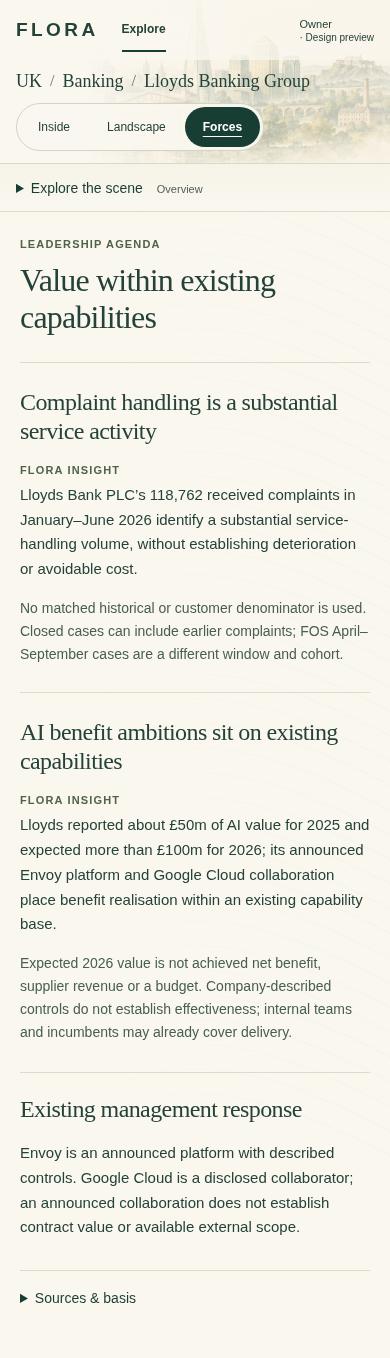 FLORA
Explore
Owner
· Design preview
UK / Banking / Lloyds Banking Group
Inside
Landscape
Forces
Explore the scene
Overview
LEADERSHIP AGENDA
Value within existing
capabilities
Complaint handling is a substantial
service activity
FLORA INSIGHT
Lloyds Bank PLC’s 118,762 received complaints in
January–June 2026 identify a substantial service-
handling volume, without establishing deterioration
or avoidable cost.
No matched historical or customer denominator is used.
Closed cases can include earlier complaints; FOS April–
September cases are a different window and cohort.
AI benefit ambitions sit on existing
capabilities
FLORA INSIGHT
Lloyds reported about £50m of AI value for 2025 and
expected more than £100m for 2026; its announced
Envoy platform and Google Cloud collaboration
place benefit realisation within an existing capability
base.
Expected 2026 value is not achieved net benefit,
supplier revenue or a budget. Company-described
controls do not establish effectiveness; internal teams
and incumbents may already cover delivery.
Existing management response
Envoy is an announced platform with described
controls. Google Cloud is a disclosed collaborator;
an announced collaboration does not establish
contract value or available external scope.
Sources & basis